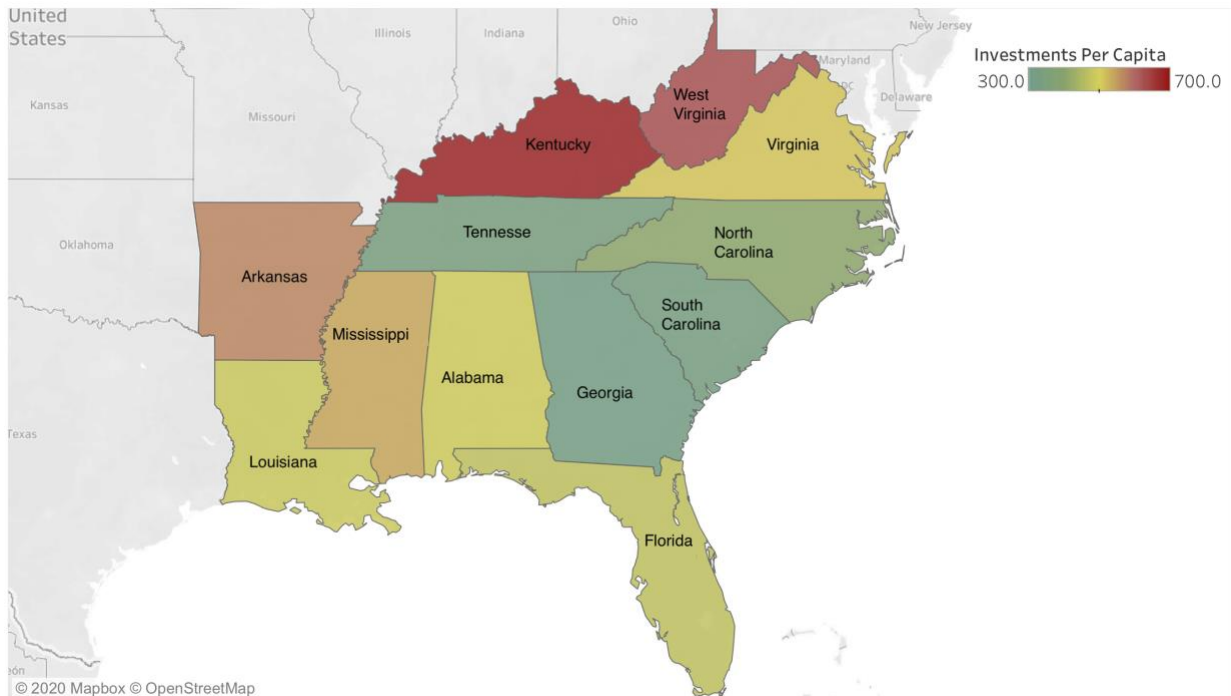 United
States
Illinois
Indiana
Ohio
New Jersey
Investments Per Capita
300.0
700.0
Maryland
DC
Delaware
Kansas
Missouri
West
Virginia
Kentucky
Virginia
Oklahoma
Tennesse
North
Carolina
Arkansas
South
Carolina
Mississippi
Alabama
Georgia
Texas
Louisiana
Florida
© 2020 Mapbox © OpenStreetMap